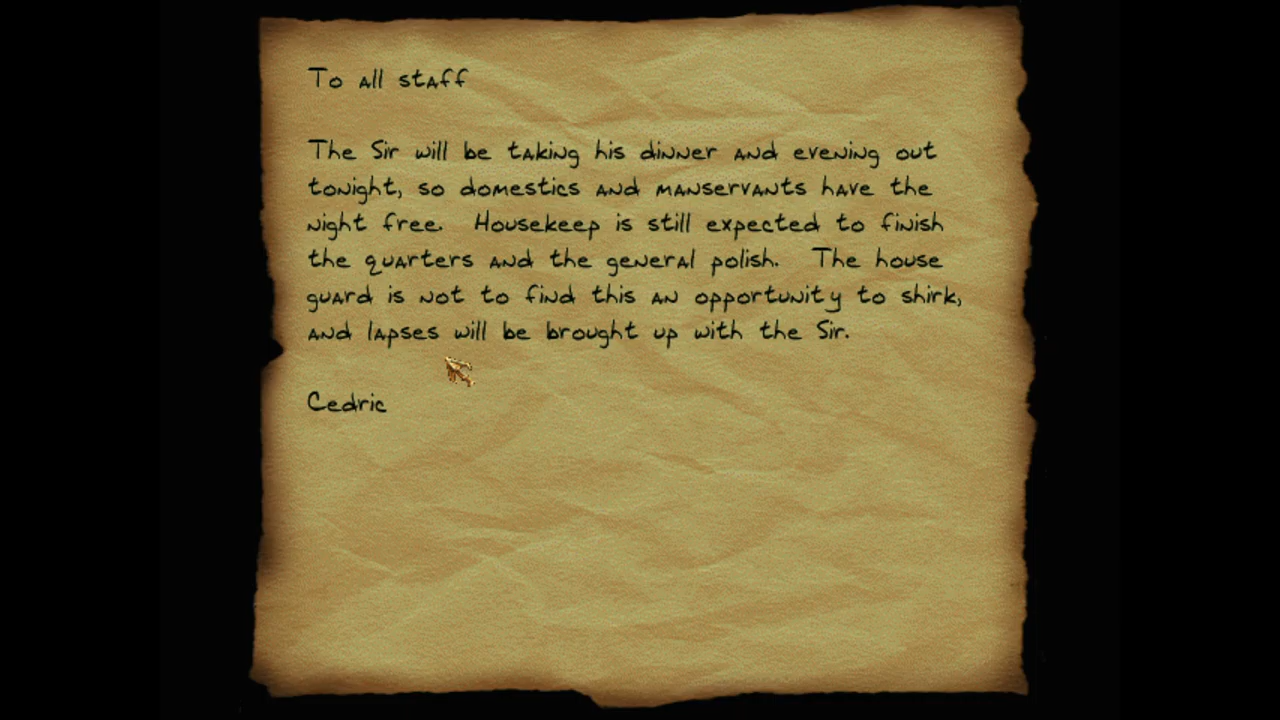 To all staff
The Sir will be taking his dinner and evening out
tonight, so domestics and manservants have the
night free.  Housekeep is still expected to finish
the quarters and the general polish.  The house
guard is not to find this an opportunity to shirk,
and lapses will be brought up with the Sir.
Cedric